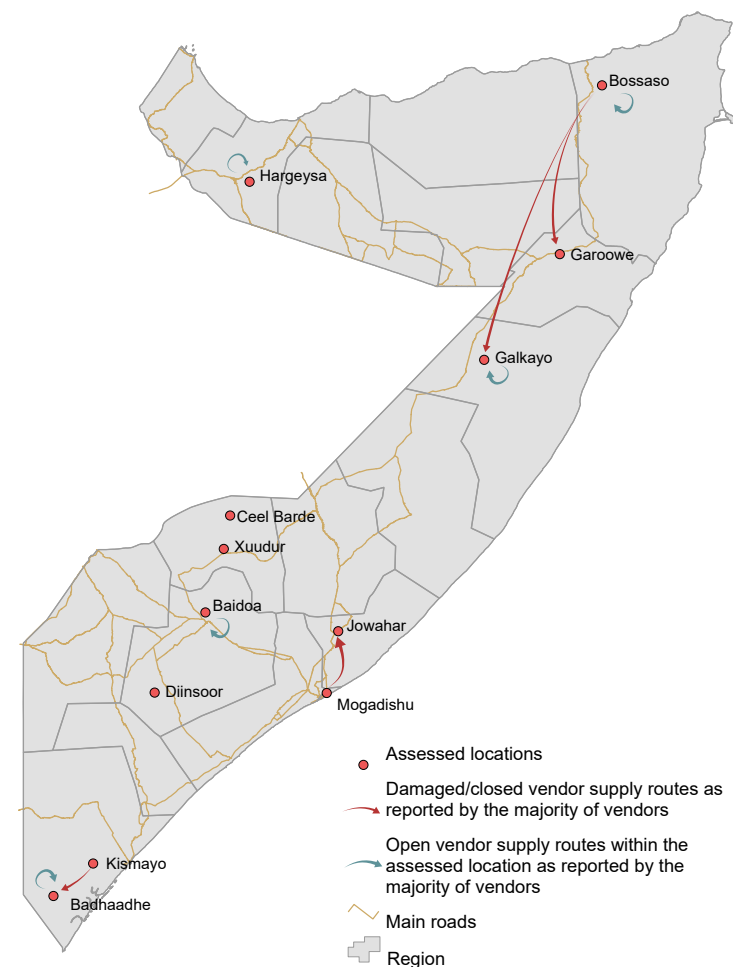 Bossaso
Hargeysa
Garoowe
Galkayo
Ceel Barde
Xuudur
Baidoa
Jowahar
Diinsoor
Mogadishu
Kismayo
Badhaadhe
Assessed locations
Damaged/closed vendor supply routes as
reported by the majority of vendors
Open vendor supply routes within the
assessed location as reported by the
majority of vendors
Main roads
Region